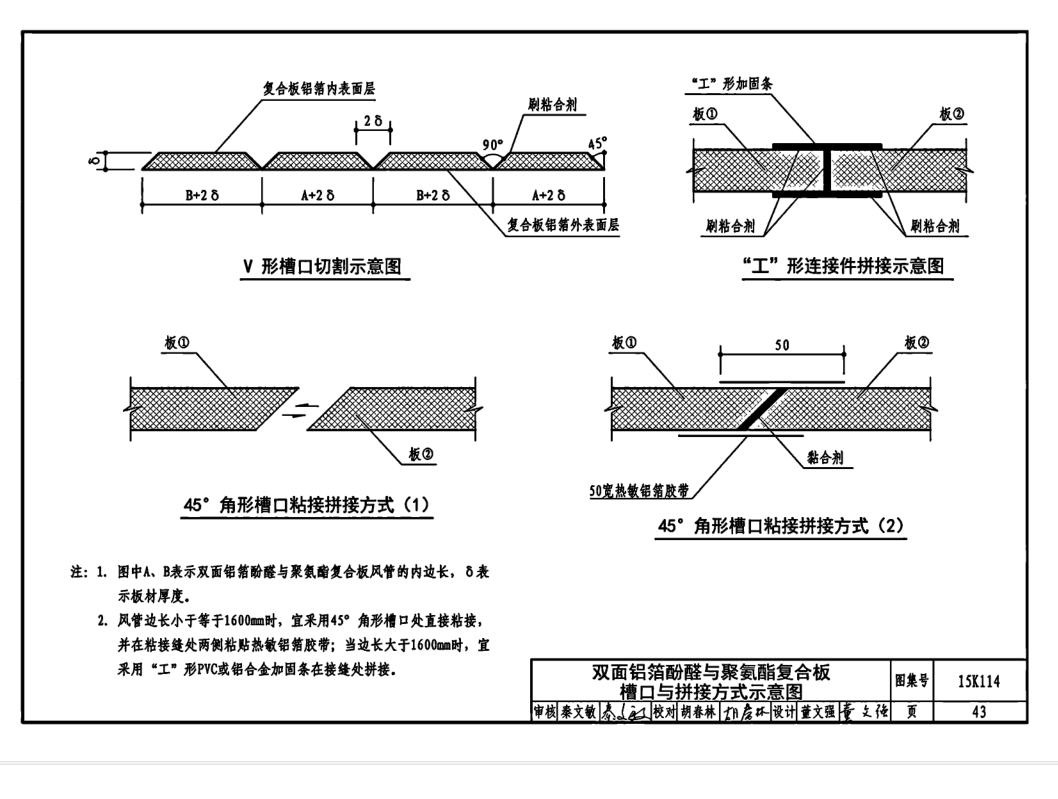 复合板铝箔内表面层
刷粘合剂
2δ
90°
45°
δ
B+2δ
A+2δ
B+2δ
A+2δ
复合板铝箔外表面层
V 形槽口切割示意图
“工”形加固条
板①
板②
刷粘合剂
刷粘合剂
“工”形连接件拼接示意图
板①
板②
45°角形槽口粘接拼接方式（1）
板①
50
板②
黏合剂
50宽热敏铝箔胶带
45°角形槽口粘接拼接方式（2）
注：1. 图中A、B表示双面铝箔酚醛与聚氨酯复合板风管的内边长，δ表
示板材厚度。
2. 风管边长小于等于1600mm时，宜采用45°角形槽口处直接粘接，
并在粘接缝处两侧粘贴热敏铝箔胶带；当边长大于1600mm时，宜
采用“工”形PVC或铝合金加固条在接缝处拼接。
双面铝箔酚醛与聚氨酯复合板
槽口与拼接方式示意图
图集号 15K114
审核 秦文敏 校对 胡春林 设计 董文强 董文强 页 43